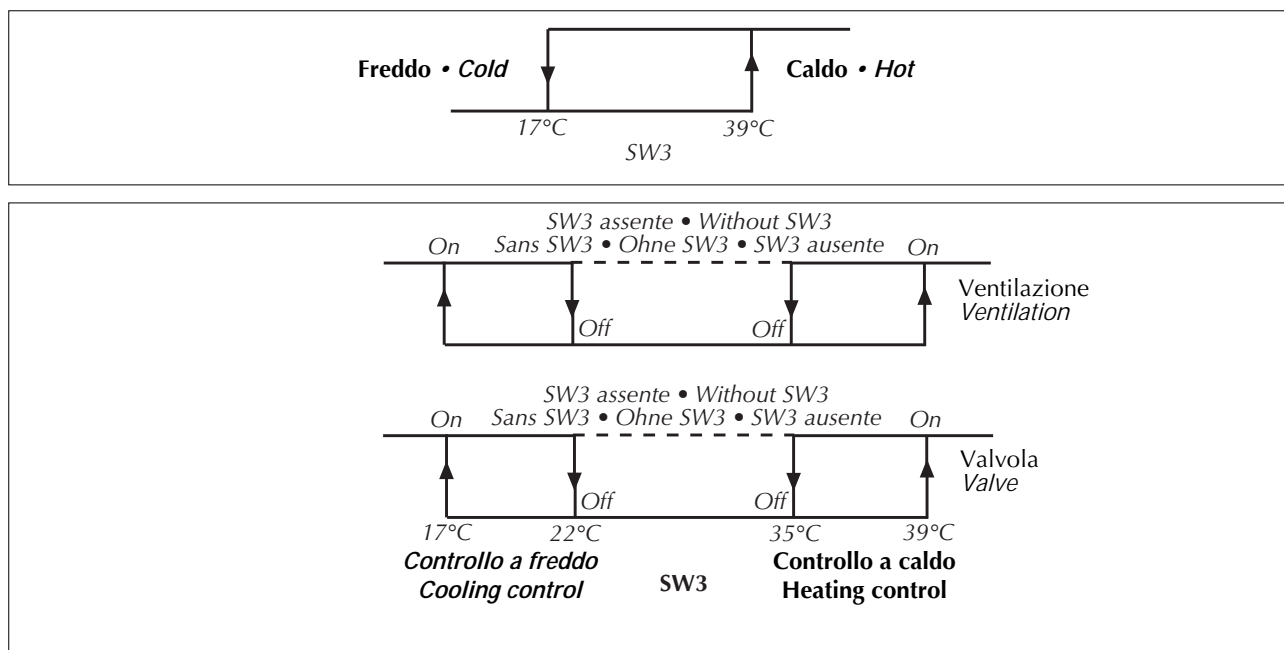 Freddo • Cold
Caldo • Hot
17°C
39°C
SW3
SW3 assente • Without SW3
On
Sans SW3 • Ohne SW3 • SW3 ausente
On
Ventilazione
Ventilation
Off
Off
SW3 assente • Without SW3
On
Sans SW3 • Ohne SW3 • SW3 ausente
On
Valvola
Valve
Off
Off
17°C
22°C
35°C
39°C
Controllo a freddo
Cooling control
SW3
Controllo a caldo
Heating control